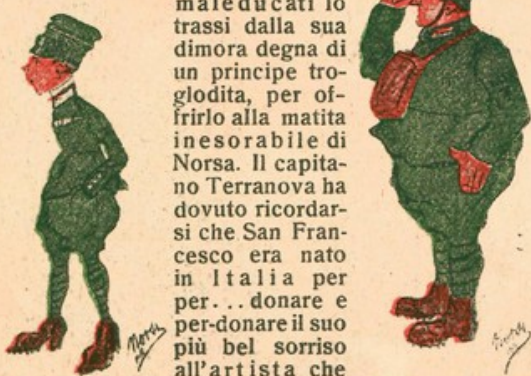 maleducati lo
trassi dalla sua
dimora degna di
un principe tro-
glodita, per of-
frirlo alla matita
inesorabile di
Norsa. Il capita-
no Terranova ha
dovuto ricordar-
si che San Fran-
cesco era nato
in Italia per
per...donare e
per-donare il suo
più bel sorriso
all'artista che
Norsa